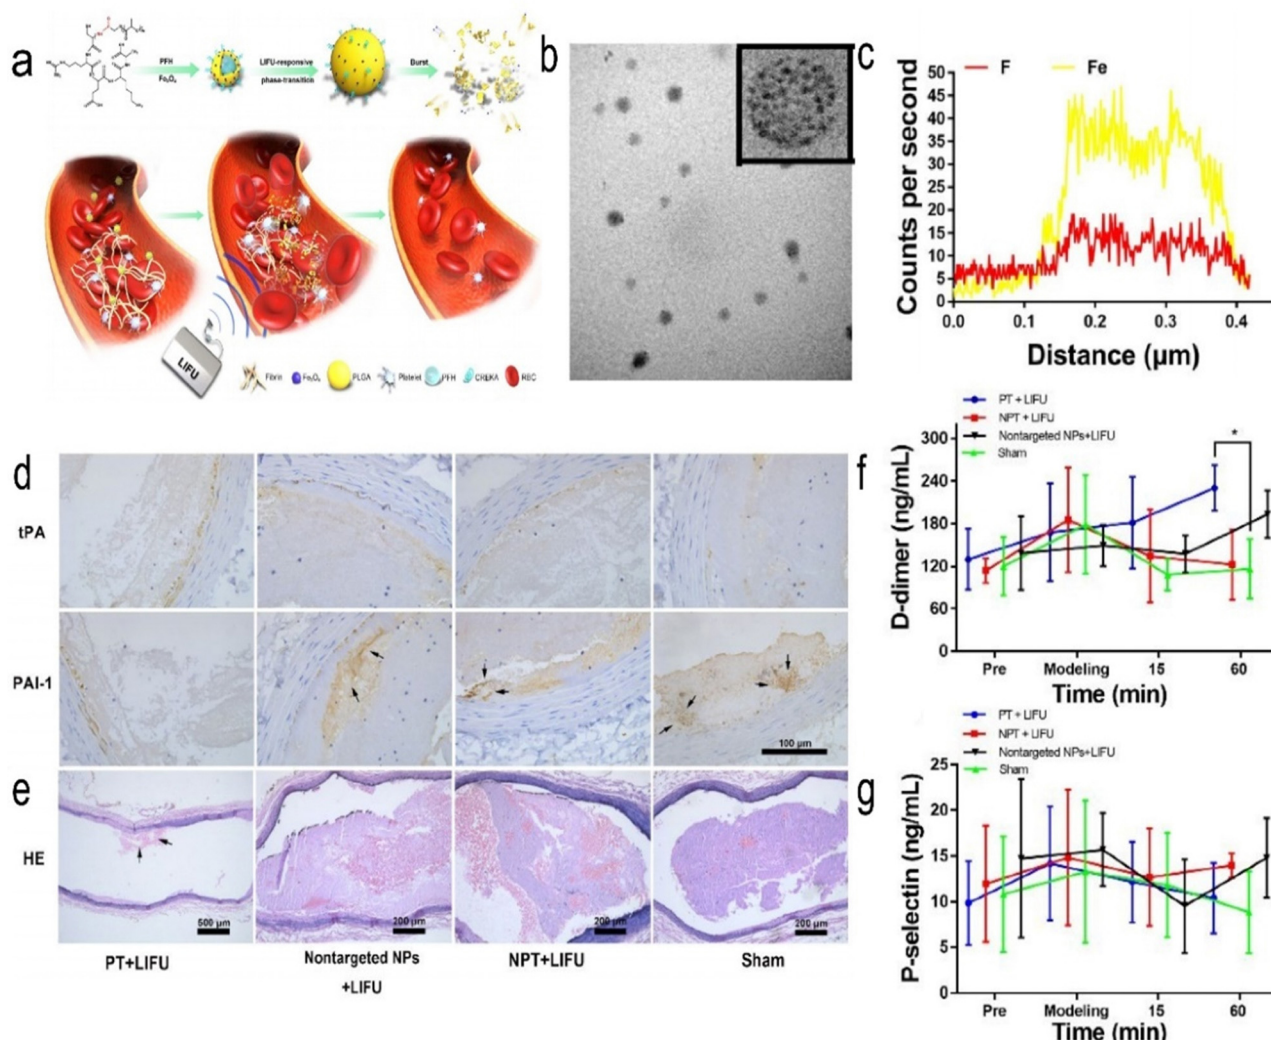 a
PFH
Fe₃O₄
LIFU-responsive
phase-transition
Burst
LIFU
Fibrin
Fe₃O₄
PLGA
Platelet
PFH
CREKA
RBC
b
c
F
Fe
Counts per second
50
45
40
35
30
25
20
15
10
5
0
0.0 0.1 0.2 0.3 0.4
Distance (µm)
d
tPA
PAI-1
100 µm
e
HE
500 µm
200 µm
200 µm
200 µm
PT+LIFU
Nontargeted NPs
+LIFU
NPT+LIFU
Sham
f
PT + LIFU
NPT + LIFU
Nontargeted NPs+LIFU
Sham
*
D-dimer (ng/mL)
300
240
180
120
60
0
Pre Modeling 15 60
Time (min)
g
PT + LIFU
NPT + LIFU
Nontargeted NPs+LIFU
Sham
P-selectin (ng/mL)
25
20
15
10
5
0
Pre Modeling 15 60
Time (min)